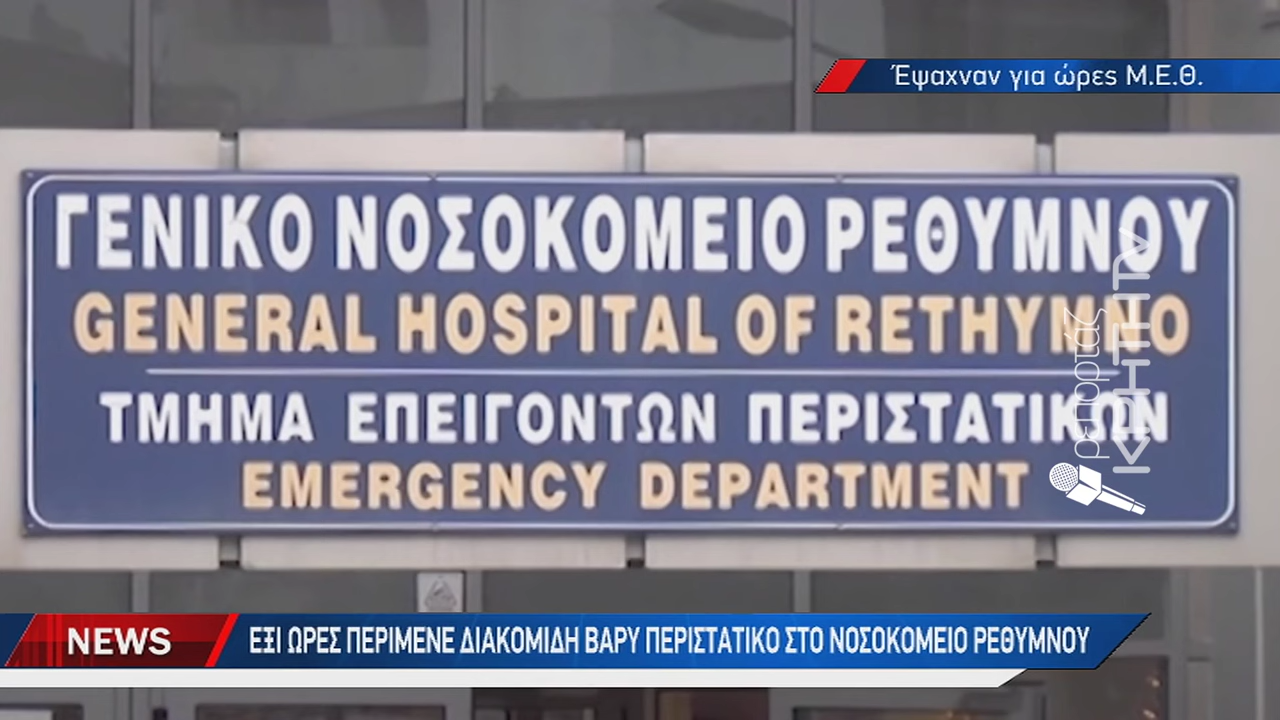 Έψαχναν για ώρες Μ.Ε.Θ.
ΓΕΝΙΚΟ ΝΟΣΟΚΟΜΕΙΟ ΡΕΘΥΜΝΟΥ
GENERAL HOSPITAL OF RETHYMNO
ΤΜΗΜΑ ΕΠΕΙΓΟΝΤΩΝ ΠΕΡΙΣΤΑΤΙΚΩΝ
EMERGENCY DEPARTMENT
ρεπορτάζ
ΚΡΗΤΗ TV
NEWS
ΕΞΙ ΩΡΕΣ ΠΕΡΙΜΕΝΕ ΔΙΑΚΟΜΙΔΗ ΒΑΡΥ ΠΕΡΙΣΤΑΤΙΚΟ ΣΤΟ ΝΟΣΟΚΟΜΕΙΟ ΡΕΘΥΜΝΟΥ